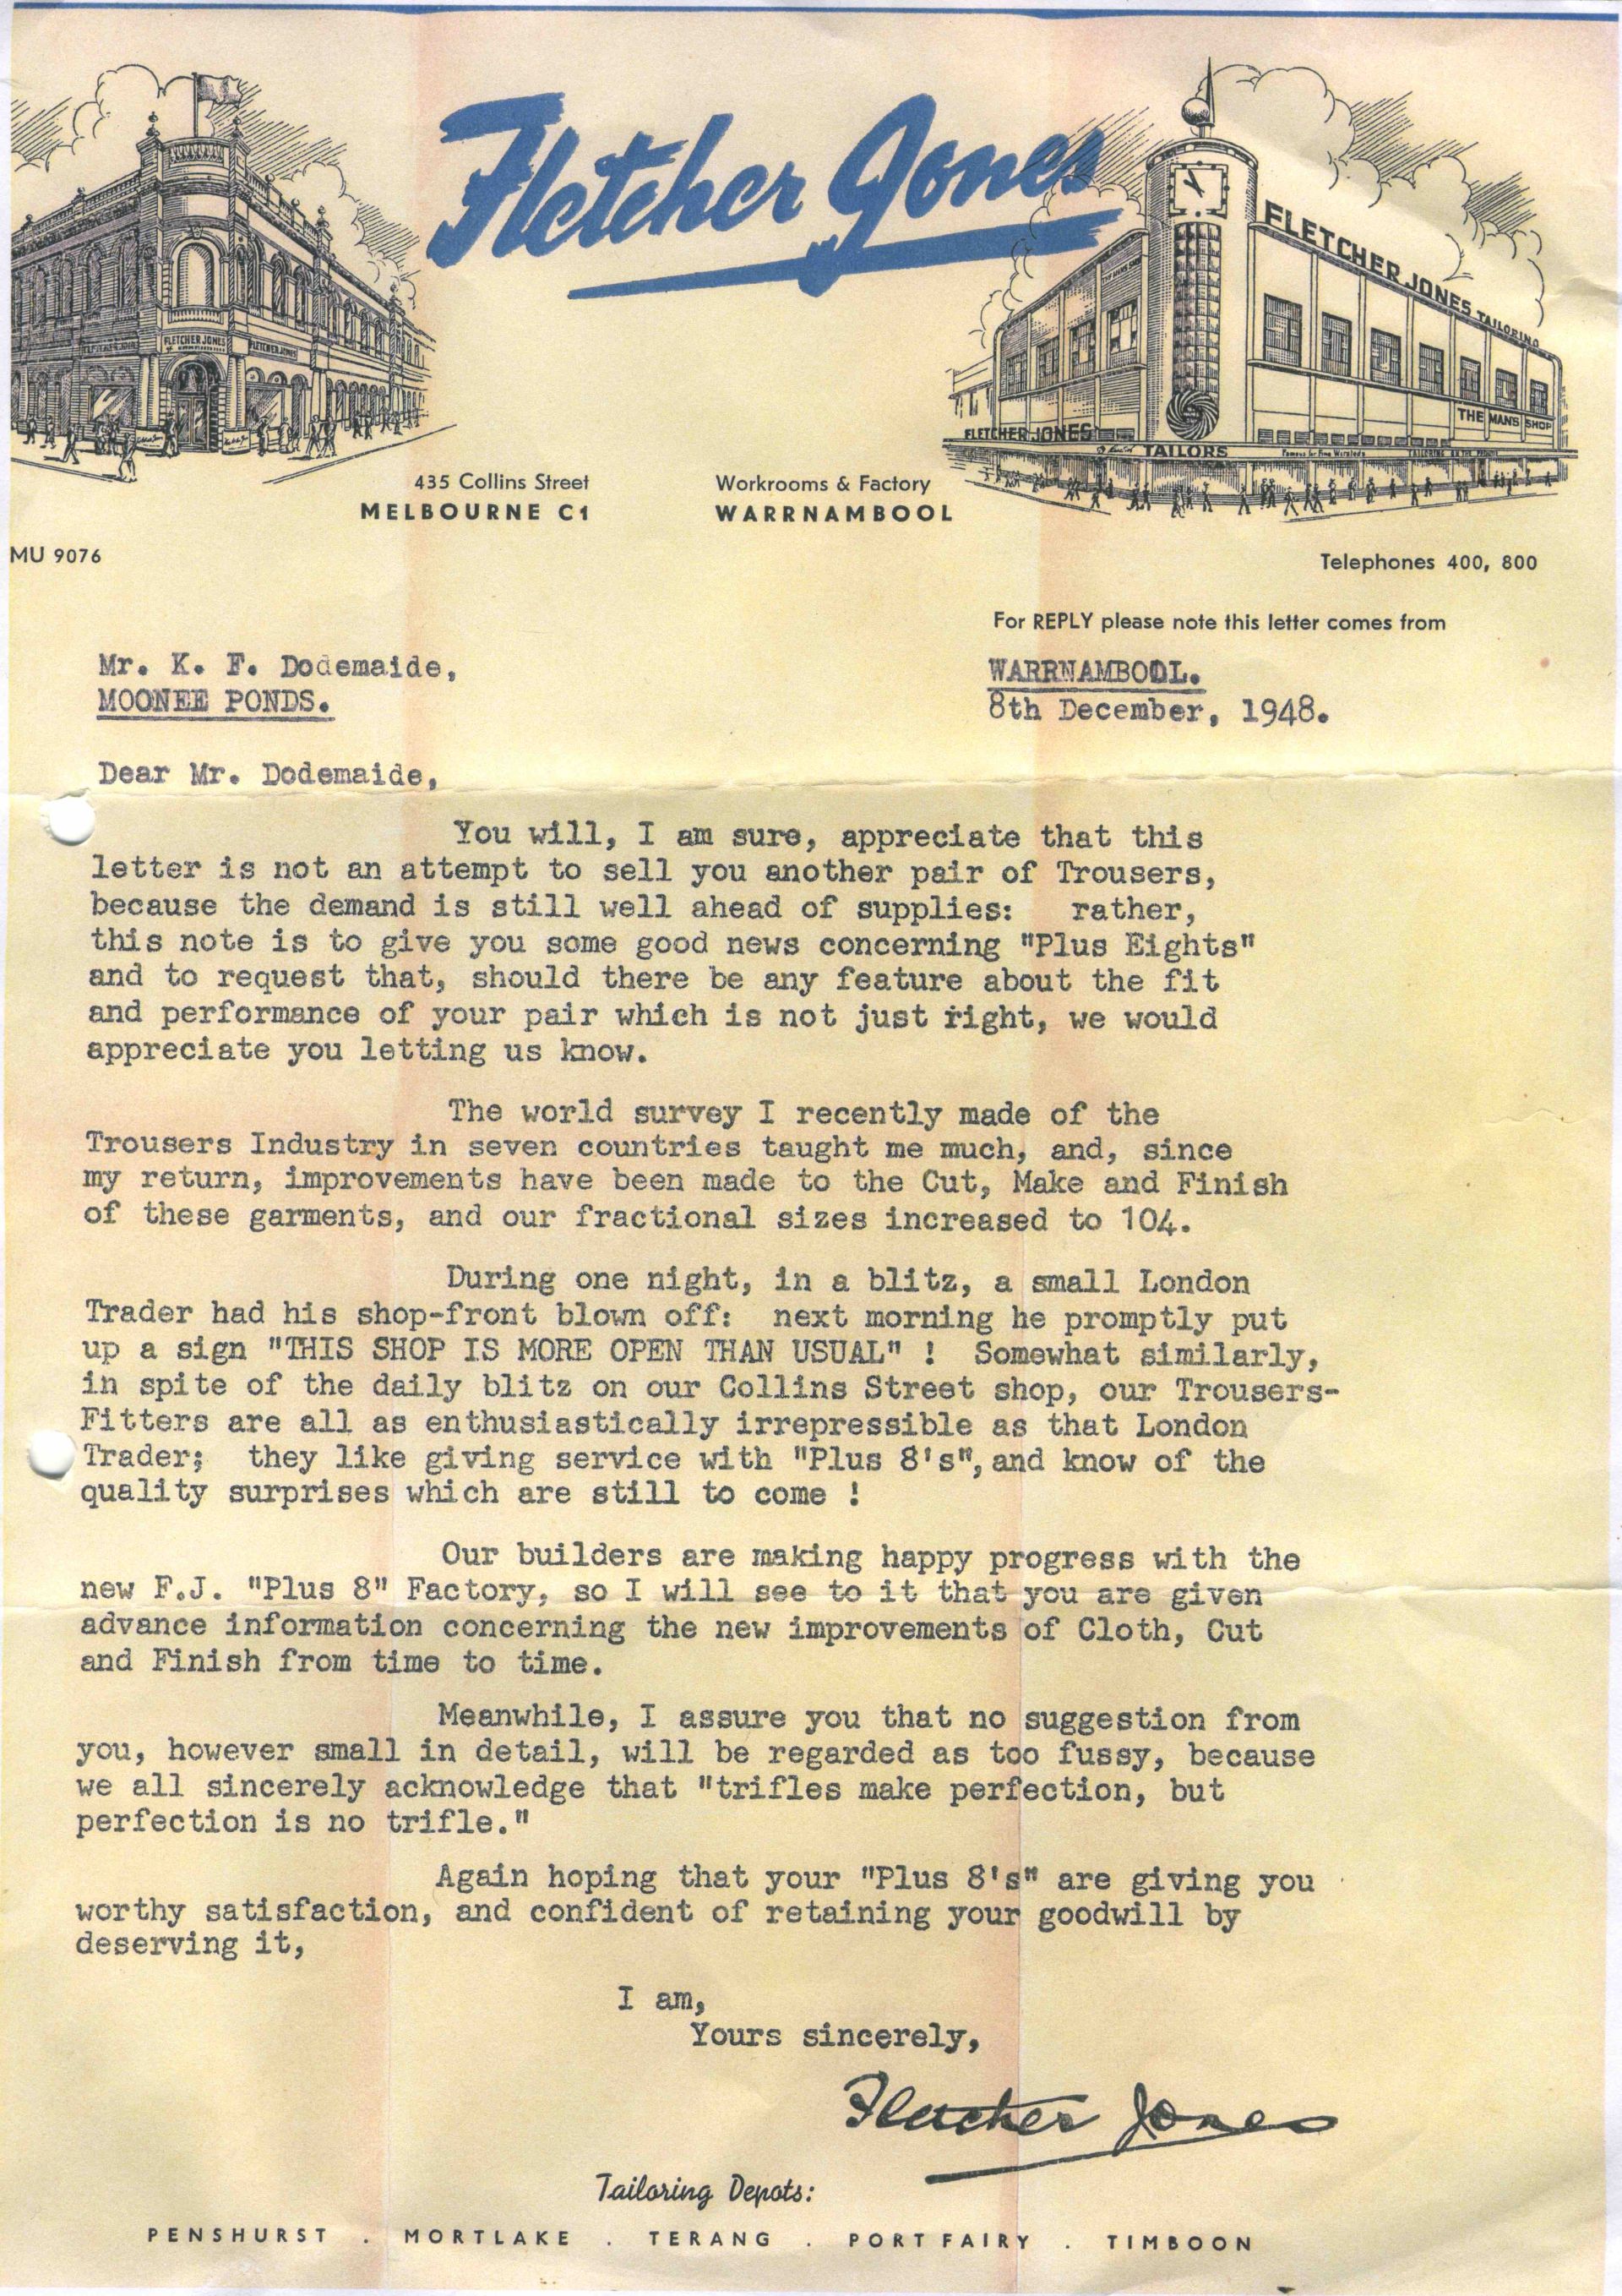 Fletcher Jones
FLETCHER JONES TAILORING
THE MAN'S SHOP
FLETCHER JONES
TAILORS
FLETCHER JONES
FLETCHER JONES
435 Collins Street
MELBOURNE C1
Workrooms & Factory
WARRNAMBOOL
MU 9076
Telephones 400, 800
For REPLY please note this letter comes from
Mr. K. F. Dodemaide,
MOONEE PONDS.
WARRNAMBOOL.
8th December, 1948.
Dear Mr. Dodemaide,
You will, I am sure, appreciate that this
letter is not an attempt to sell you another pair of Trousers,
because the demand is still well ahead of supplies: rather,
this note is to give you some good news concerning "Plus Eights"
and to request that, should there be any feature about the fit
and performance of your pair which is not just right, we would
appreciate you letting us know.
The world survey I recently made of the
Trousers Industry in seven countries taught me much, and, since
my return, improvements have been made to the Cut, Make and Finish
of these garments, and our fractional sizes increased to 104.
During one night, in a blitz, a small London
Trader had his shop-front blown off: next morning he promptly put
up a sign "THIS SHOP IS MORE OPEN THAN USUAL" ! Somewhat similarly,
in spite of the daily blitz on our Collins Street shop, our Trousers-
Fitters are all as enthusiastically irrepressible as that London
Trader; they like giving service with "Plus 8's", and know of the
quality surprises which are still to come !
Our builders are making happy progress with the
new F.J. "Plus 8" Factory, so I will see to it that you are given
advance information concerning the new improvements of Cloth, Cut
and Finish from time to time.
Meanwhile, I assure you that no suggestion from
you, however small in detail, will be regarded as too fussy, because
we all sincerely acknowledge that "trifles make perfection, but
perfection is no trifle."
Again hoping that your "Plus 8's" are giving you
worthy satisfaction, and confident of retaining your goodwill by
deserving it,
I am,
Yours sincerely,
Fletcher Jones
Tailoring Depots:
PENSHURST . MORTLAKE . TERANG . PORT FAIRY . TIMBOON